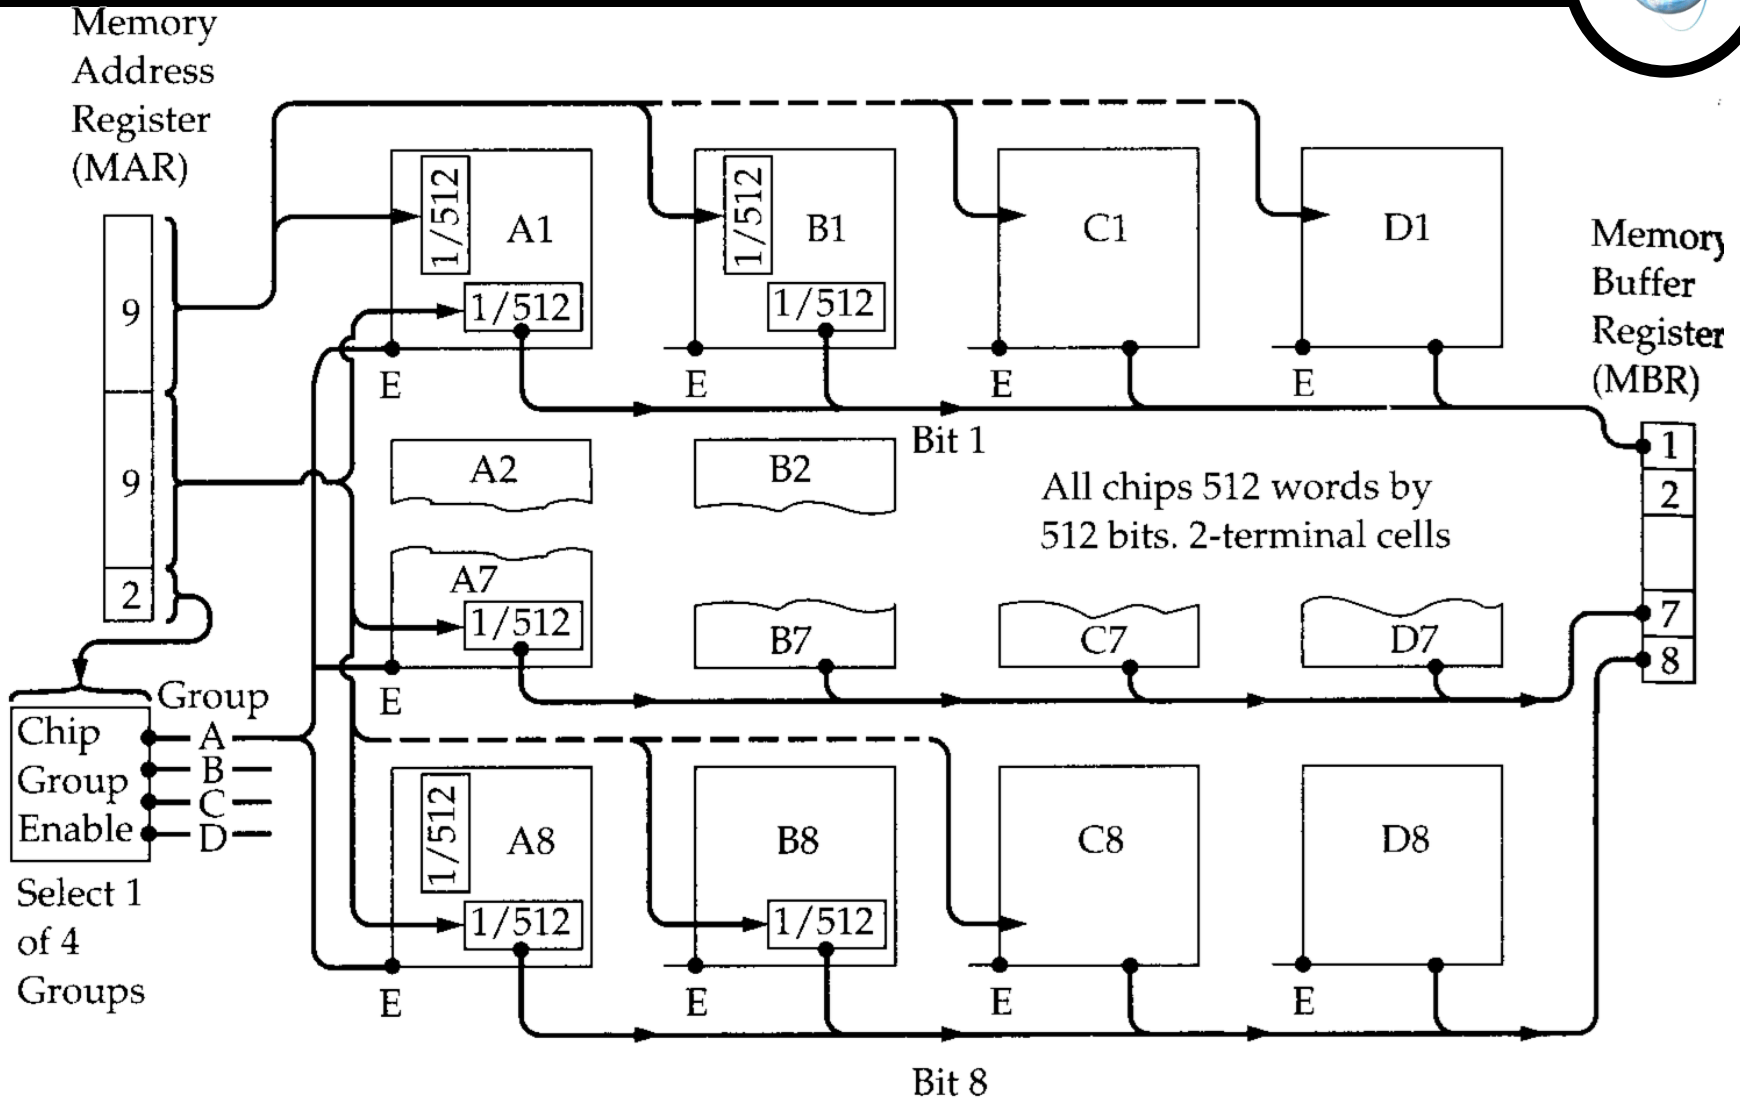 Memory
Address
Register
(MAR)
9
9
2
1/512
A1
1/512
E
1/512
B1
1/512
E
C1
E
D1
E
Bit 1
Memory
Buffer
Register
(MBR)
1
2
7
8
A2
B2
All chips 512 words by
512 bits. 2-terminal cells
A7
1/512
E
B7
C7
D7
Group
Chip
Group
Enable
A
B
C
D
Select 1
of 4
Groups
1/512
A8
1/512
E
B8
1/512
E
C8
E
D8
E
Bit 8